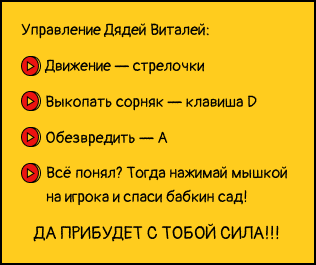 Управление Дядей Виталей:
Движение — стрелочки
Выкопать сорняк — клавиша D
Обезвредить — A
Всё понял? Тогда нажимай мышкой
на игрока и спаси бабкин сад!
ДА ПРИБУДЕТ С ТОБОЙ СИЛА!!!